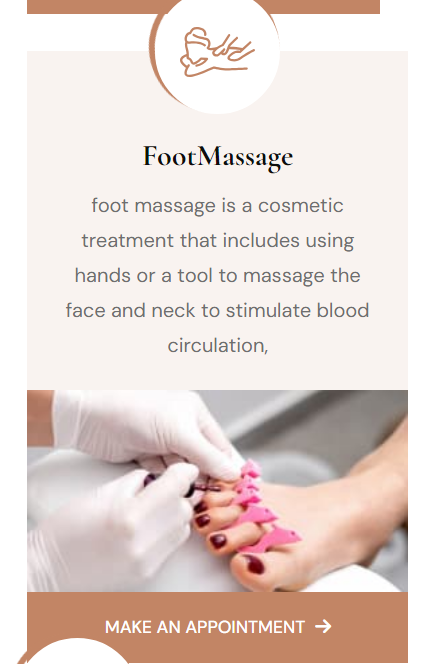 FootMassage
foot massage is a cosmetic
treatment that includes using
hands or a tool to massage the
face and neck to stimulate blood
circulation,
MAKE AN APPOINTMENT →